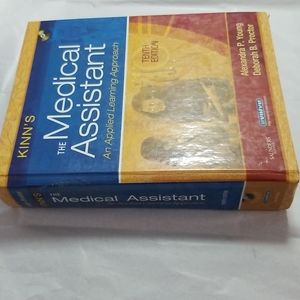 KINN'S
THE Medical
Assistant
An Applied Learning Approach
TENTH EDITION
Alexandra P. Young
Deborah B. Proctor
SAUNDERS
KINN'S
THE
Medical Assistant